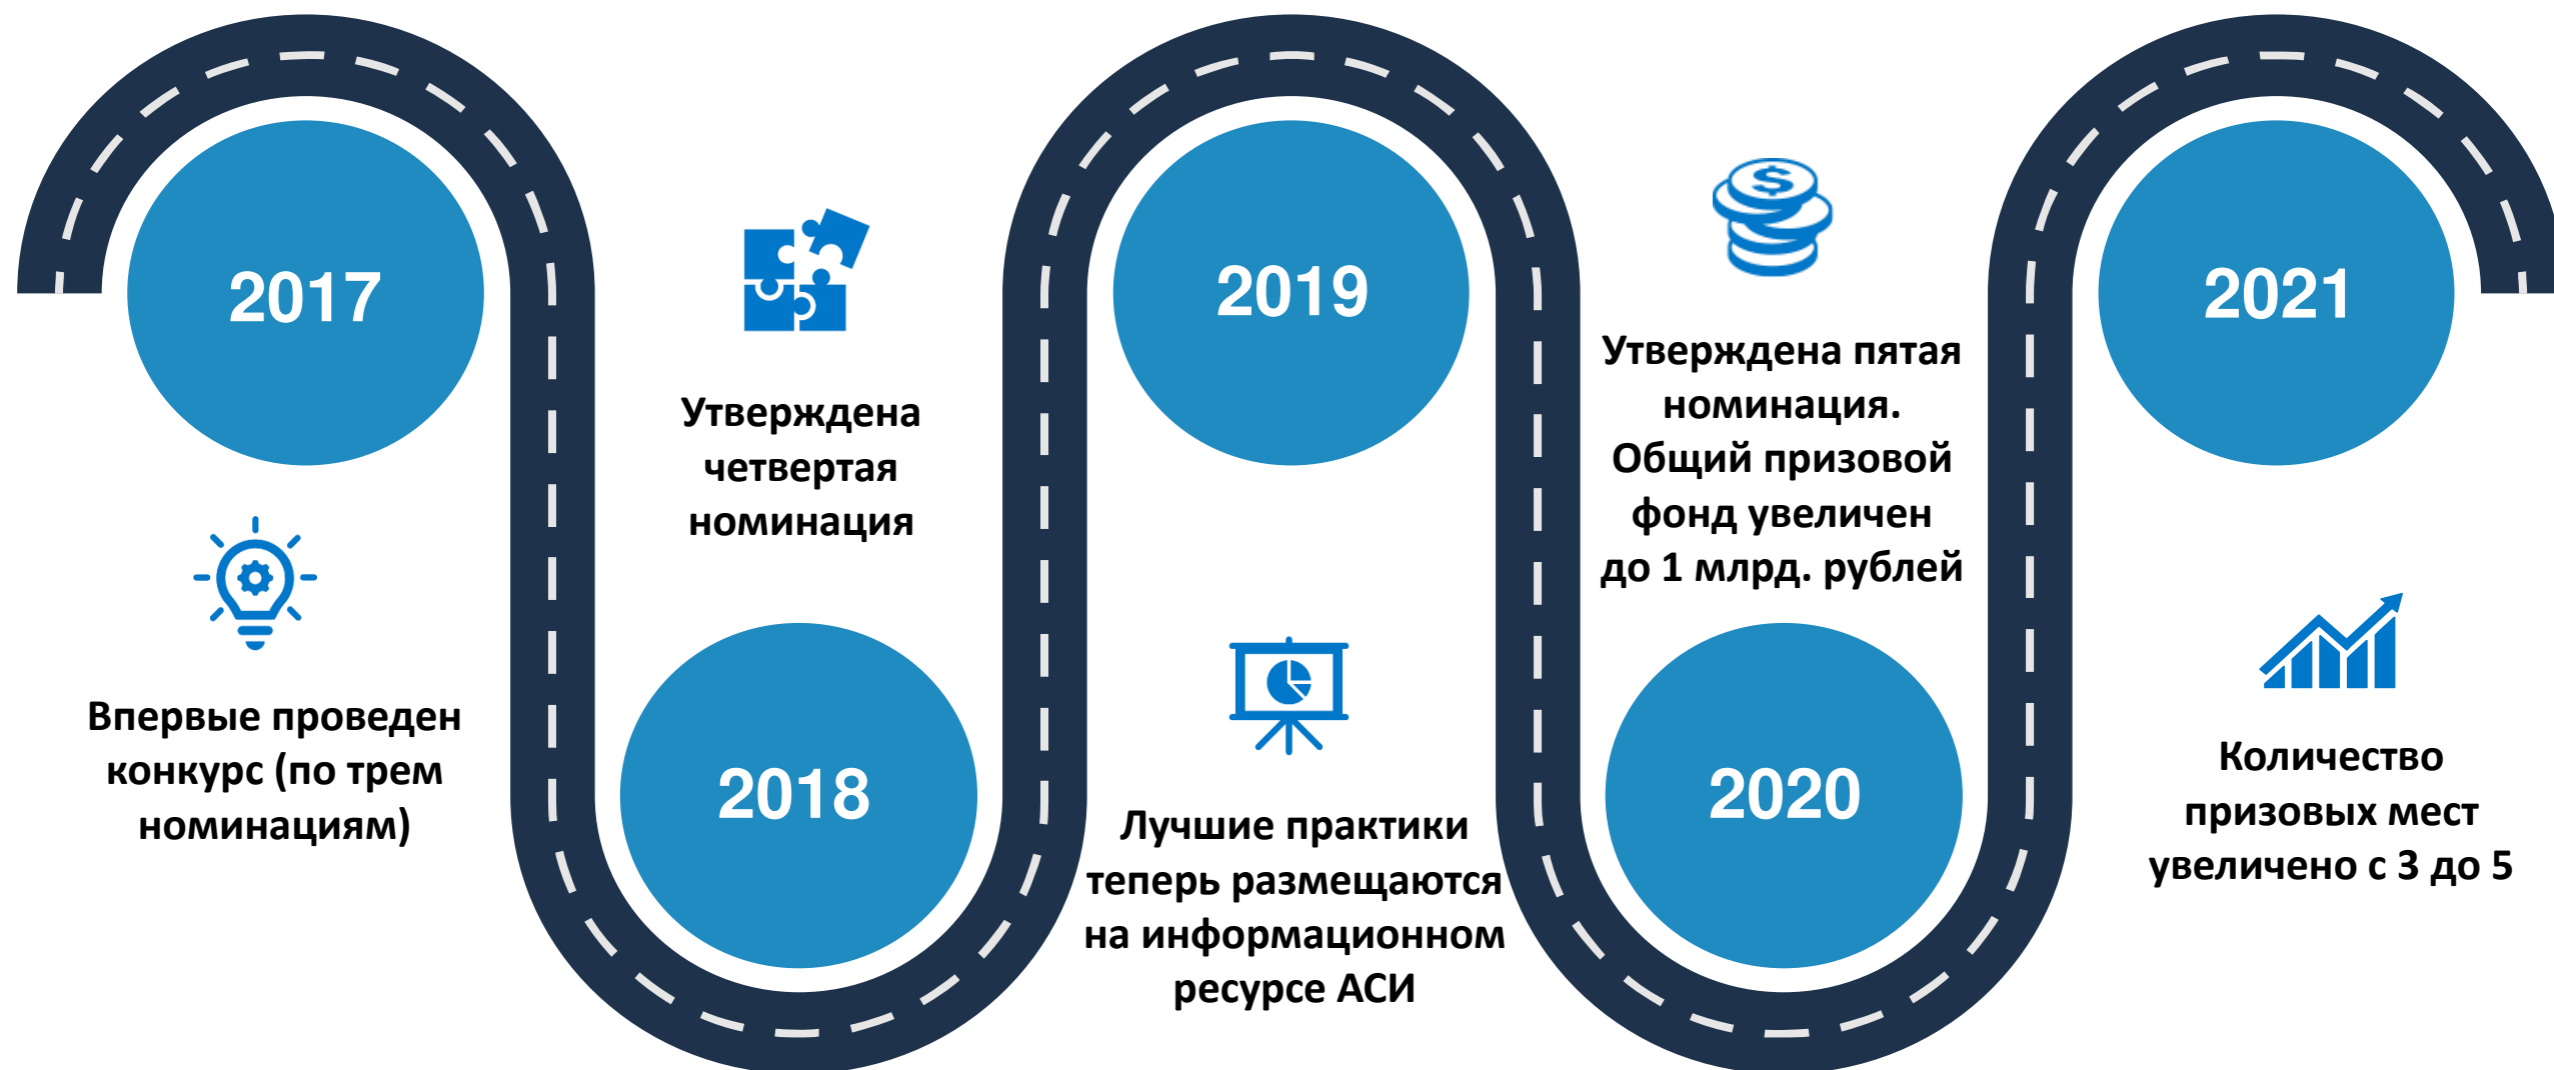 2017
Впервые проведен
конкурс (по трем
номинациям)
Утверждена
четвертая
номинация
2018
2019
Лучшие практики
теперь размещаются
на информационном
ресурсе АСИ
$
Утверждена пятая
номинация.
Общий призовой
фонд увеличен
до 1 млрд. рублей
2020
2021
Количество
призовых мест
увеличено с 3 до 5